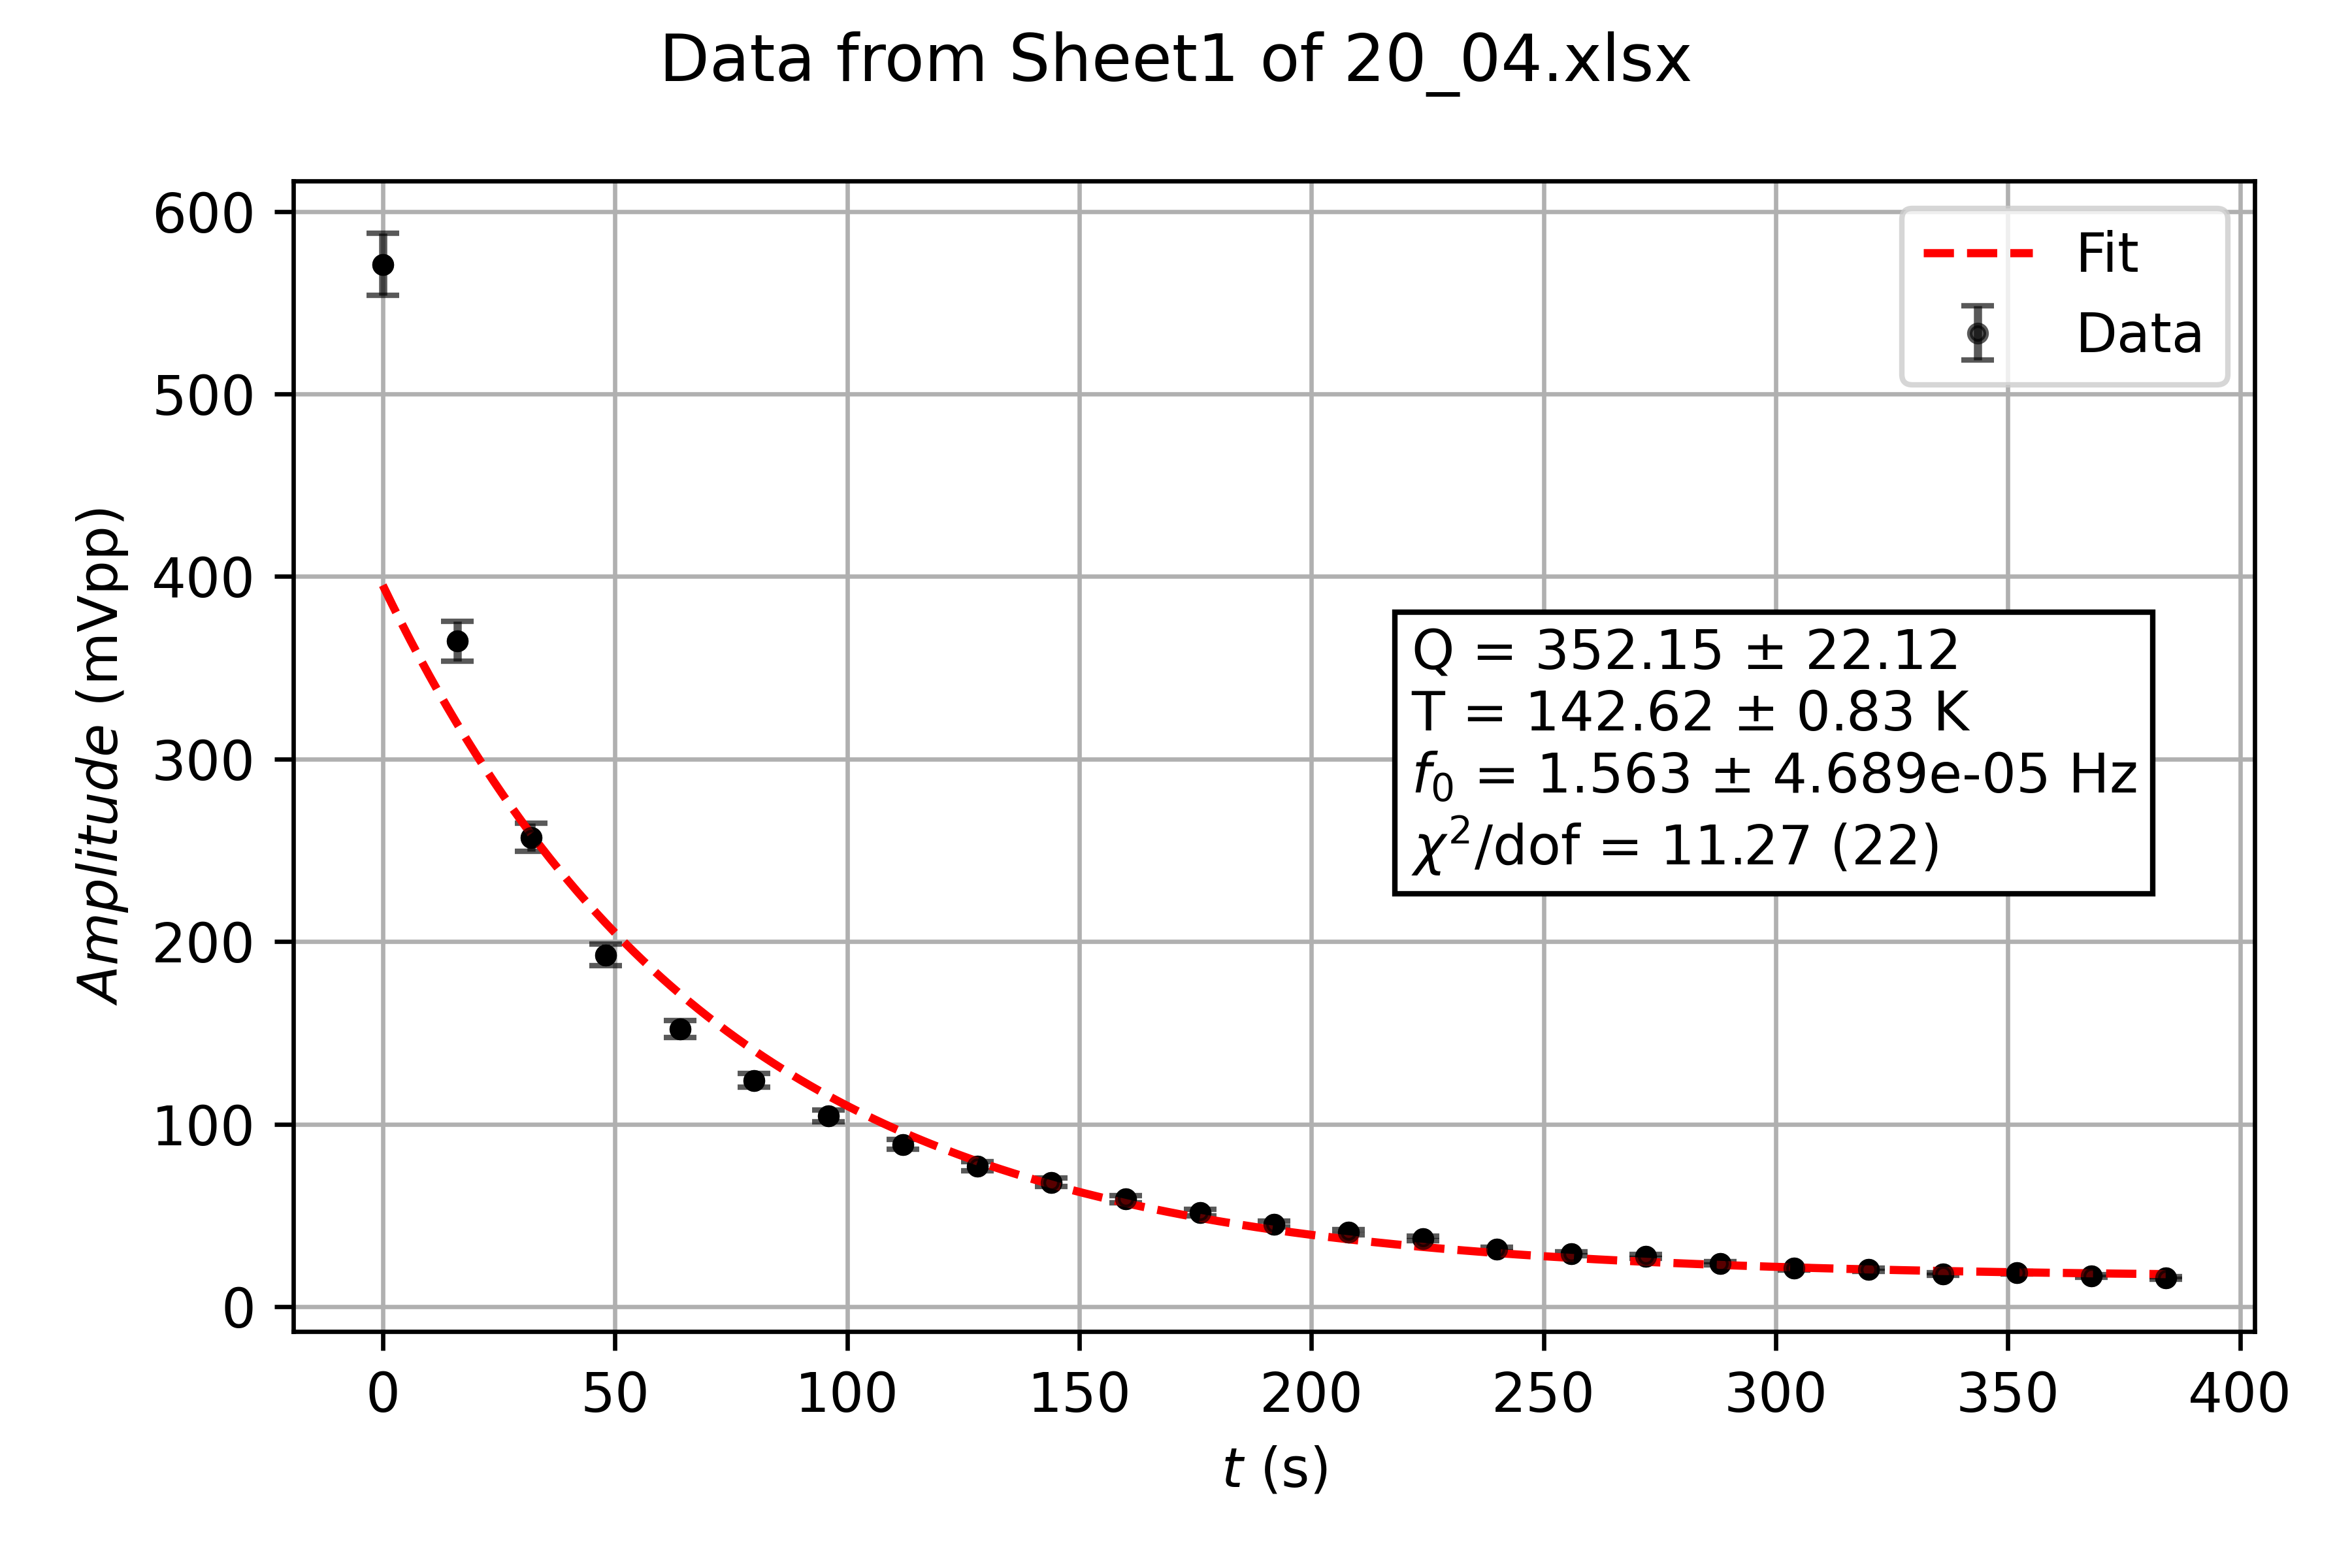 Data from Sheet1 of 20_04.xlsx
600
500
400
300
200
100
0
Amplitude (mVpp)
Fit
Data
Q = 352.15 ± 22.12
T = 142.62 ± 0.83 K
f₀ = 1.563 ± 4.689e-05 Hz
χ²/dof = 11.27 (22)
0 50 100 150 200 250 300 350 400
t (s)